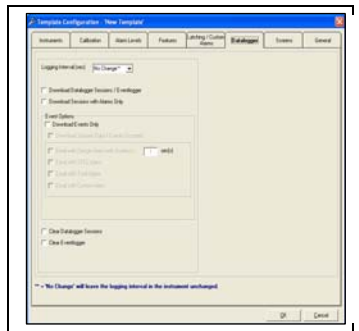 Template Configuration - 'New Template'
Instruments
Calibration
Alarm Levels
Features
Latching / Custom Alarms
Datalogger
Screens
General
Logging Interval (sec)
No Change**
Download Datalogger Sessions / Eventlogger
Download Sessions with Alarms Only
Event Options
Download Events Only
Clear Datalogger Sessions
Clear Eventlogger
** = 'No Change' will leave the logging interval in the instrument unchanged.
OK
Cancel